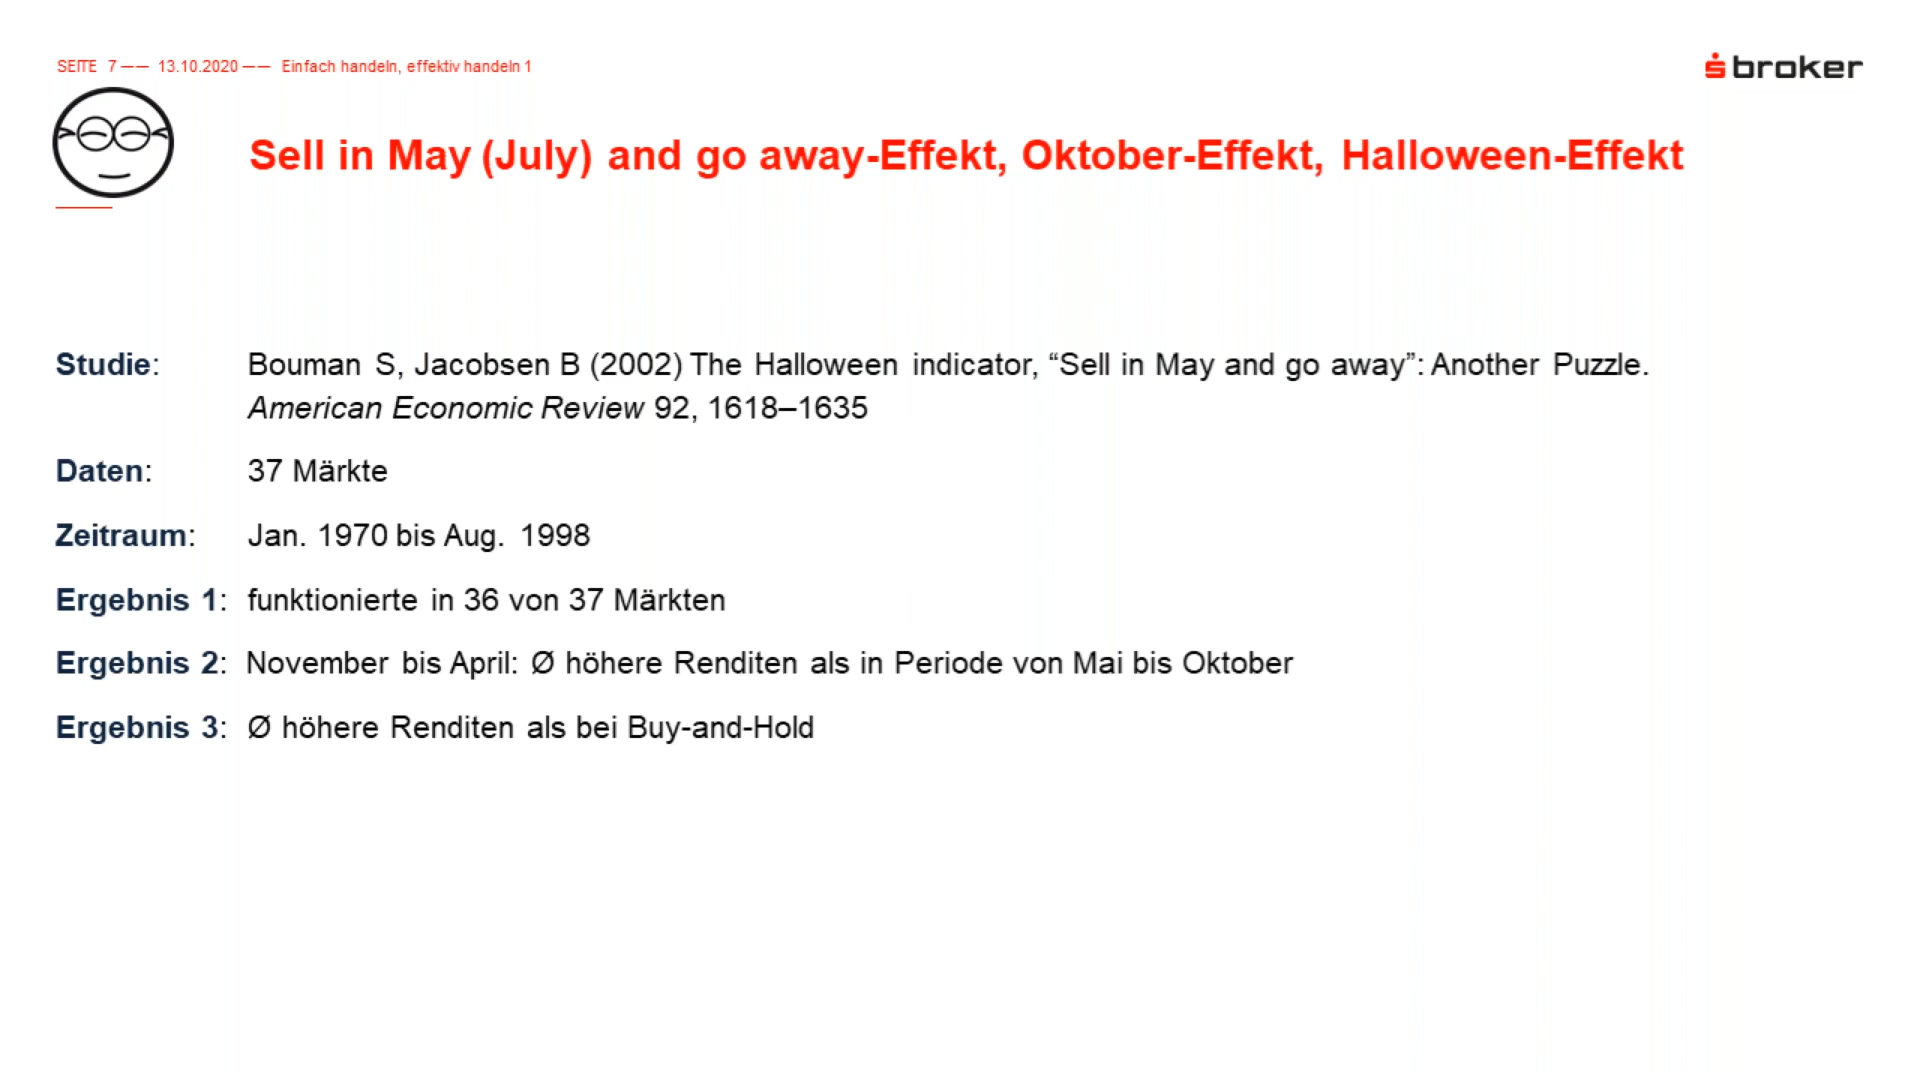 SEITE 7 —— 13.10.2020 —— Einfach handeln, effektiv handeln 1
broker
Sell in May (July) and go away-Effekt, Oktober-Effekt, Halloween-Effekt
Studie: Bouman S, Jacobsen B (2002) The Halloween indicator, “Sell in May and go away”: Another Puzzle.
American Economic Review 92, 1618–1635
Daten: 37 Märkte
Zeitraum: Jan. 1970 bis Aug. 1998
Ergebnis 1: funktionierte in 36 von 37 Märkten
Ergebnis 2: November bis April: Ø höhere Renditen als in Periode von Mai bis Oktober
Ergebnis 3: Ø höhere Renditen als bei Buy-and-Hold